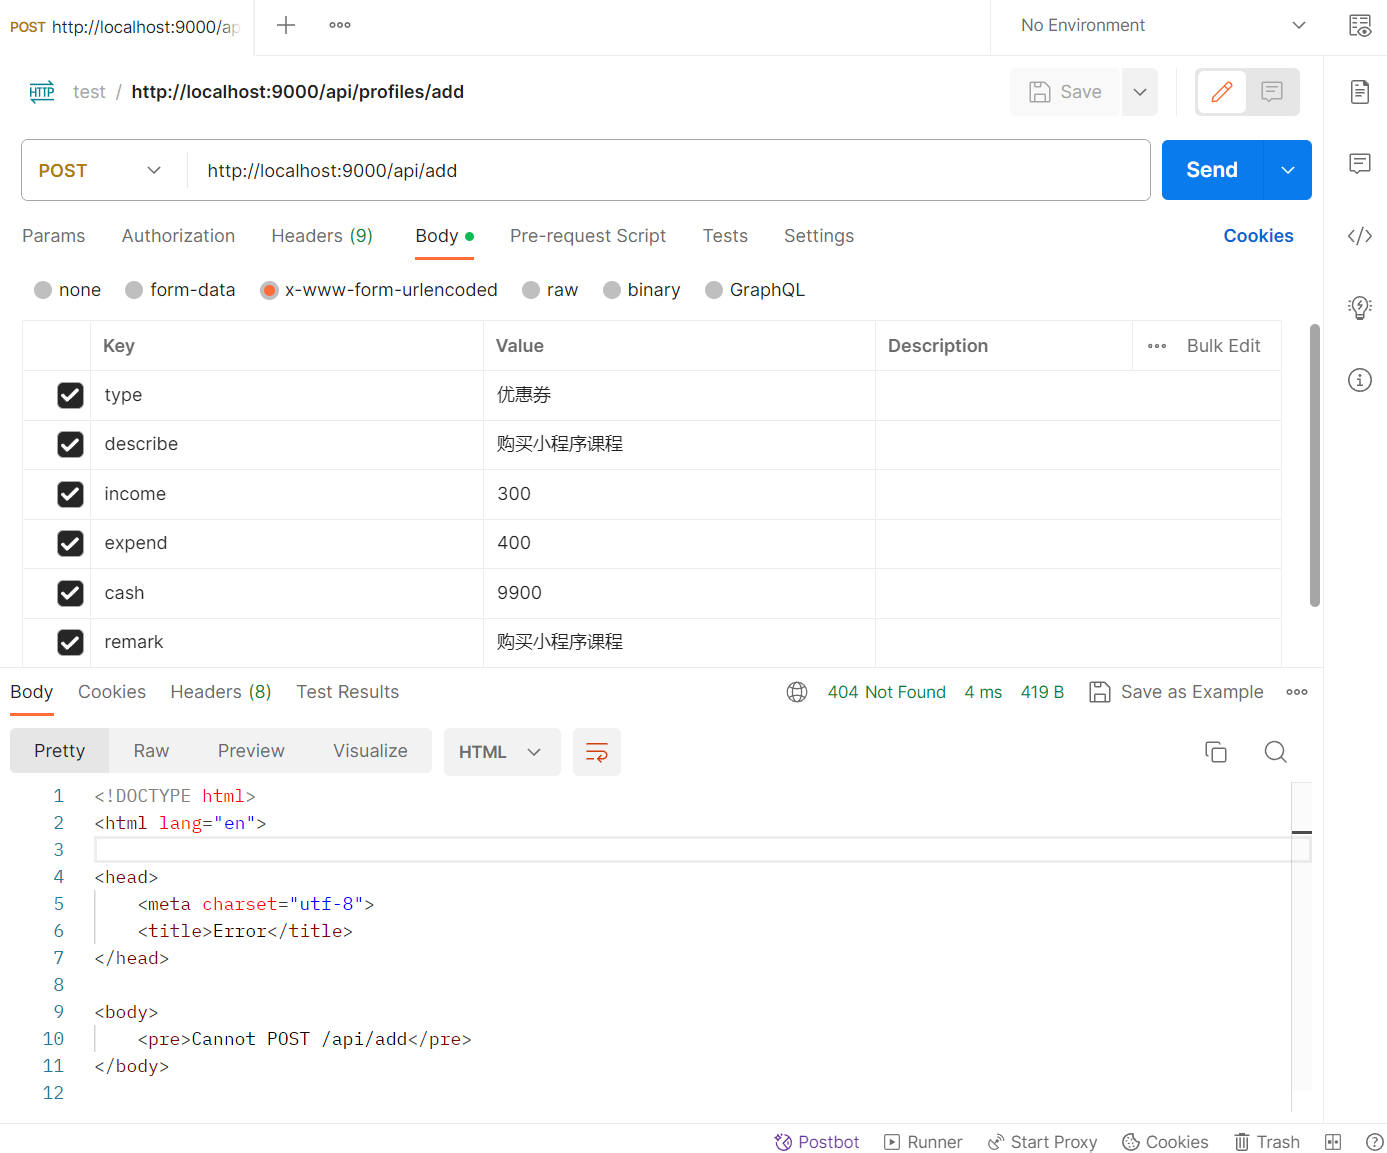 POST http://localhost:9000/ap
No Environment
HTTP test / http://localhost:9000/api/profiles/add
Save
POST http://localhost:9000/api/add
Send
Params Authorization Headers (9) Body Pre-request Script Tests Settings
Cookies
none form-data x-www-form-urlencoded raw binary GraphQL
Key Value Description Bulk Edit
type 优惠券
describe 购买小程序课程
income 300
expend 400
cash 9900
remark 购买小程序课程
Body Cookies Headers (8) Test Results
404 Not Found 4 ms 419 B Save as Example
Pretty Raw Preview Visualize HTML
1 <!DOCTYPE html>
2 <html lang="en">
3
4 <head>
5 <meta charset="utf-8">
6 <title>Error</title>
7 </head>
8
9 <body>
10 <pre>Cannot POST /api/add</pre>
11 </body>
12
Postbot Runner Start Proxy Cookies Trash